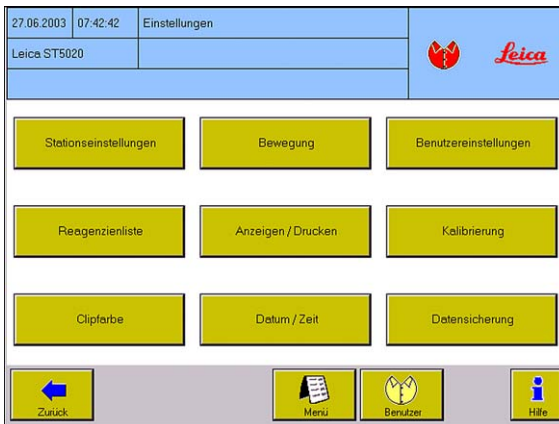 27.06.2003 07:42:42 Einstellungen
Leica ST5020
Leica
Stationseinstellungen Bewegung Benutzereinstellungen
Reagenzienliste Anzeigen / Drucken Kalibrierung
Clipfarbe Datum / Zeit Datensicherung
Zurück Menü Benutzer Hilfe